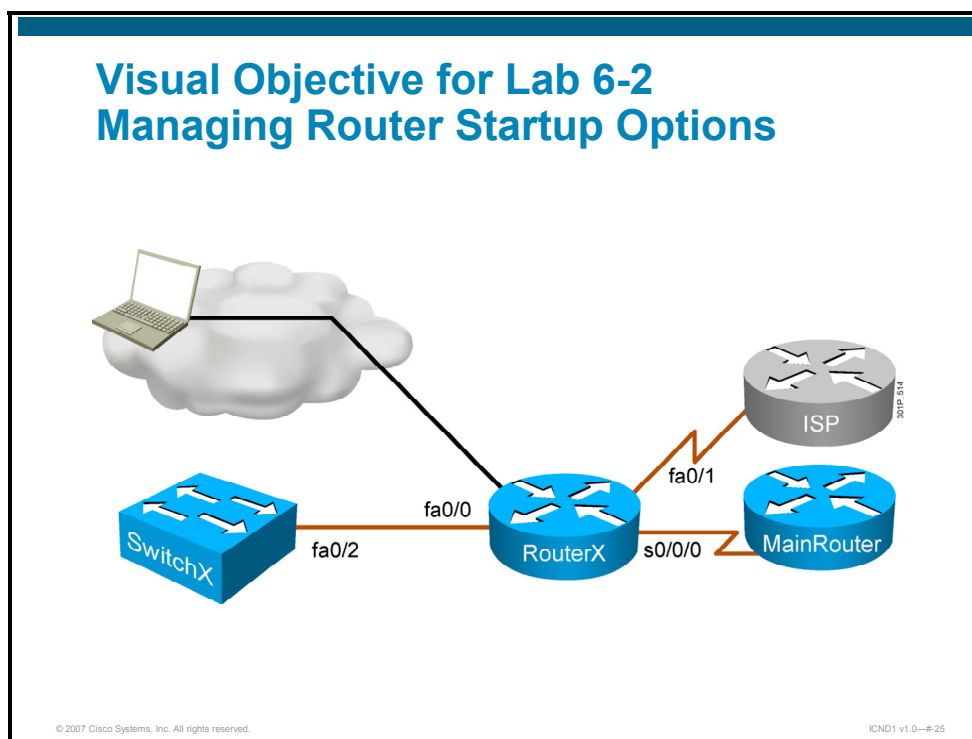 Visual Objective for Lab 6-2
Managing Router Startup Options
301P_514
ISP
fa0/1
fa0/0
SwitchX
fa0/2
RouterX
s0/0/0
MainRouter
© 2007 Cisco Systems, Inc. All rights reserved.
ICND1 v1.0—#-25